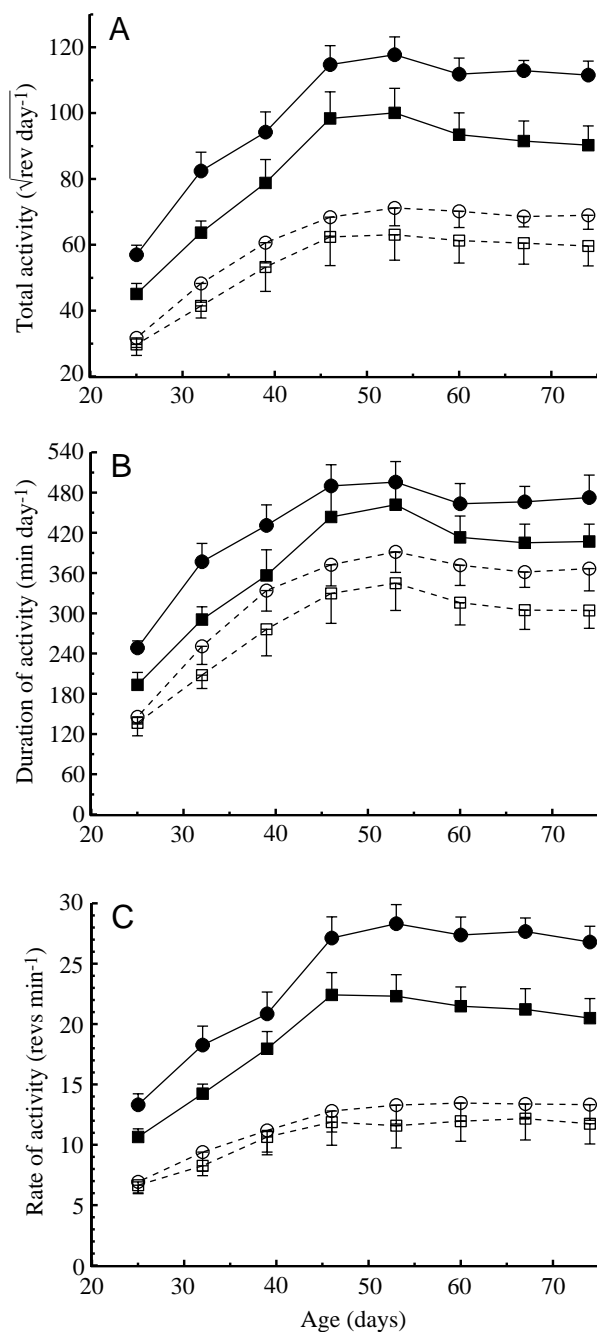 A
Total activity (√rev day-1)
120
100
80
60
40
20
20 30 40 50 60 70
B
Duration of activity (min day-1)
540
480
420
360
300
240
180
120
60
0
20 30 40 50 60 70
C
Rate of activity (revs min-1)
30
25
20
15
10
5
0
20 30 40 50 60 70
Age (days)